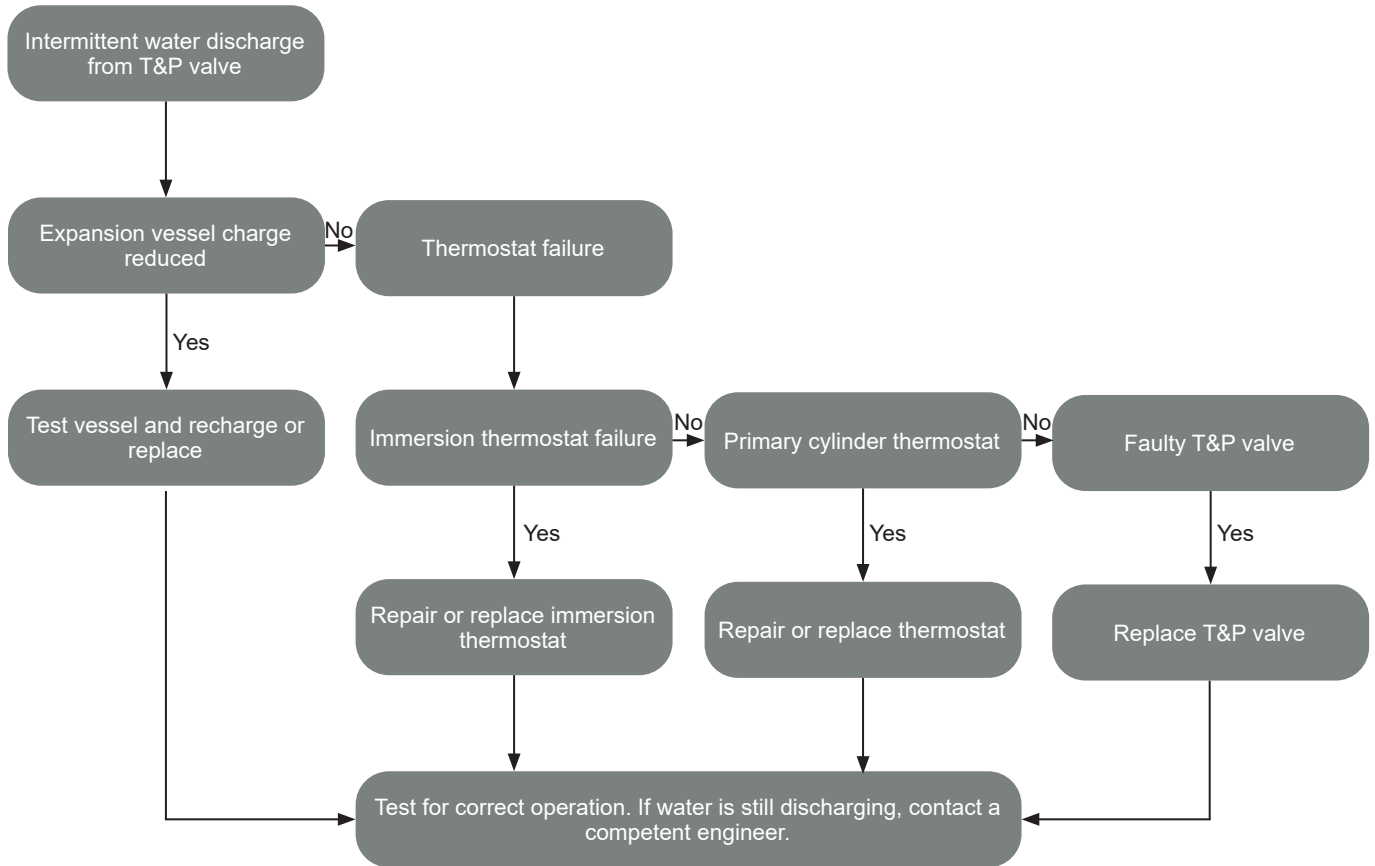 Intermittent water discharge
from T&P valve
Expansion vessel charge
reduced
No
Thermostat failure
Yes
Test vessel and recharge or
replace
Immersion thermostat failure
No
Primary cylinder thermostat
No
Faulty T&P valve
Yes
Yes
Yes
Repair or replace immersion
thermostat
Repair or replace thermostat
Replace T&P valve
Test for correct operation. If water is still discharging, contact a
competent engineer.